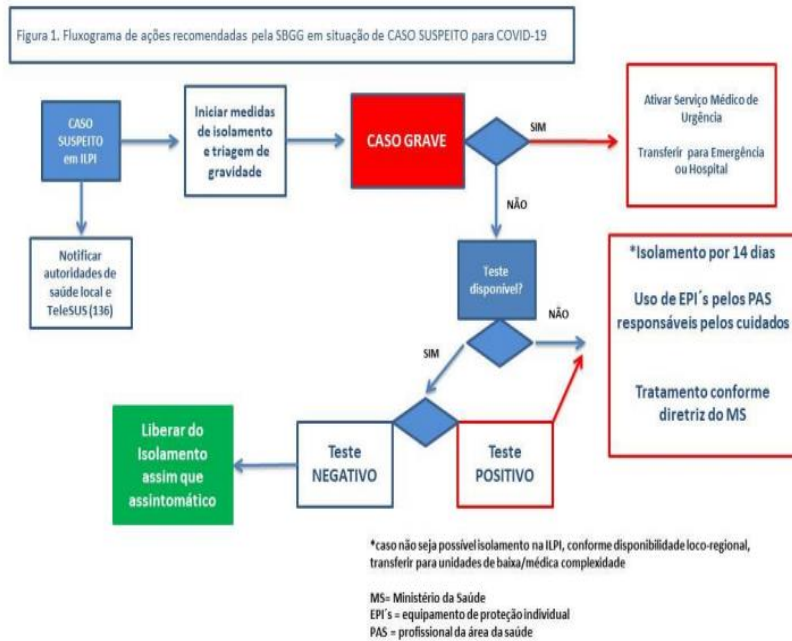 Figura 1. Fluxograma de ações recomendadas pela SBGG em situação de CASO SUSPEITO para COVID-19
CASO
SUSPEITO
em ILPI
Iniciar medidas
de isolamento
e triagem de
gravidade
CASO GRAVE
SIM
Ativar Serviço Médico de
Urgência
Transferir para Emergência
ou Hospital
NÃO
Notificar
autoridades de
saúde local e
TeleSUS (136)
Teste
disponível?
*Isolamento por 14 dias
Uso de EPI´s pelos PAS
responsáveis pelos cuidados
Tratamento conforme
diretriz do MS
NÃO
SIM
Liberar do
Isolamento
assim que
assintomático
Teste
NEGATIVO
Teste
POSITIVO
*caso não seja possível isolamento na ILPI, conforme disponibilidade loco-regional,
transferir para unidades de baixa/médica complexidade
MS= Ministério da Saúde
EPI´s = equipamento de proteção individual
PAS = profissional da área da saúde